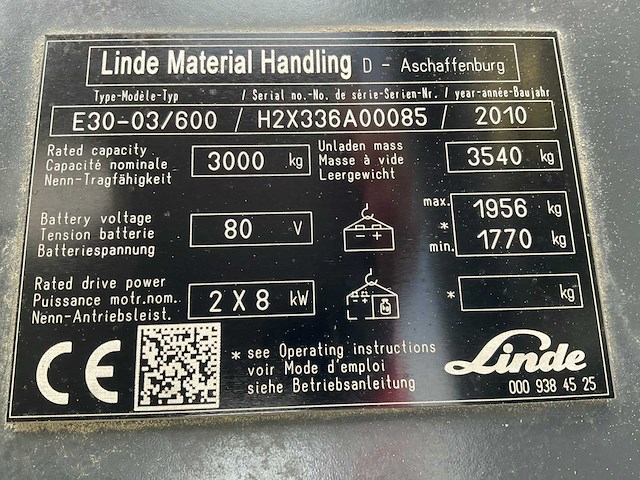 Linde Material Handling D - Aschaffenburg
Type-Modèle-Typ / Serial no.-No. de série-Serien-Nr. / year-année-Baujahr
E30-03/600 / H2X336A00085 / 2010
Rated capacity
Capacité nominale
Nenn-Tragfähigkeit
3000 kg
Unladen mass
Masse à vide
Leergewicht
3540 kg
Battery voltage
Tension batterie
Batteriespannung
80 V
- +
max. 1956 kg
*
min. 1770 kg
Rated drive power
Puissance motr.nom..
Nenn-Antriebsleist.
2 X 8 kW
kg
* kg
CE
* see Operating instructions
voir Mode d'emploi
siehe Betriebsanleitung
Linde
000 938 45 25